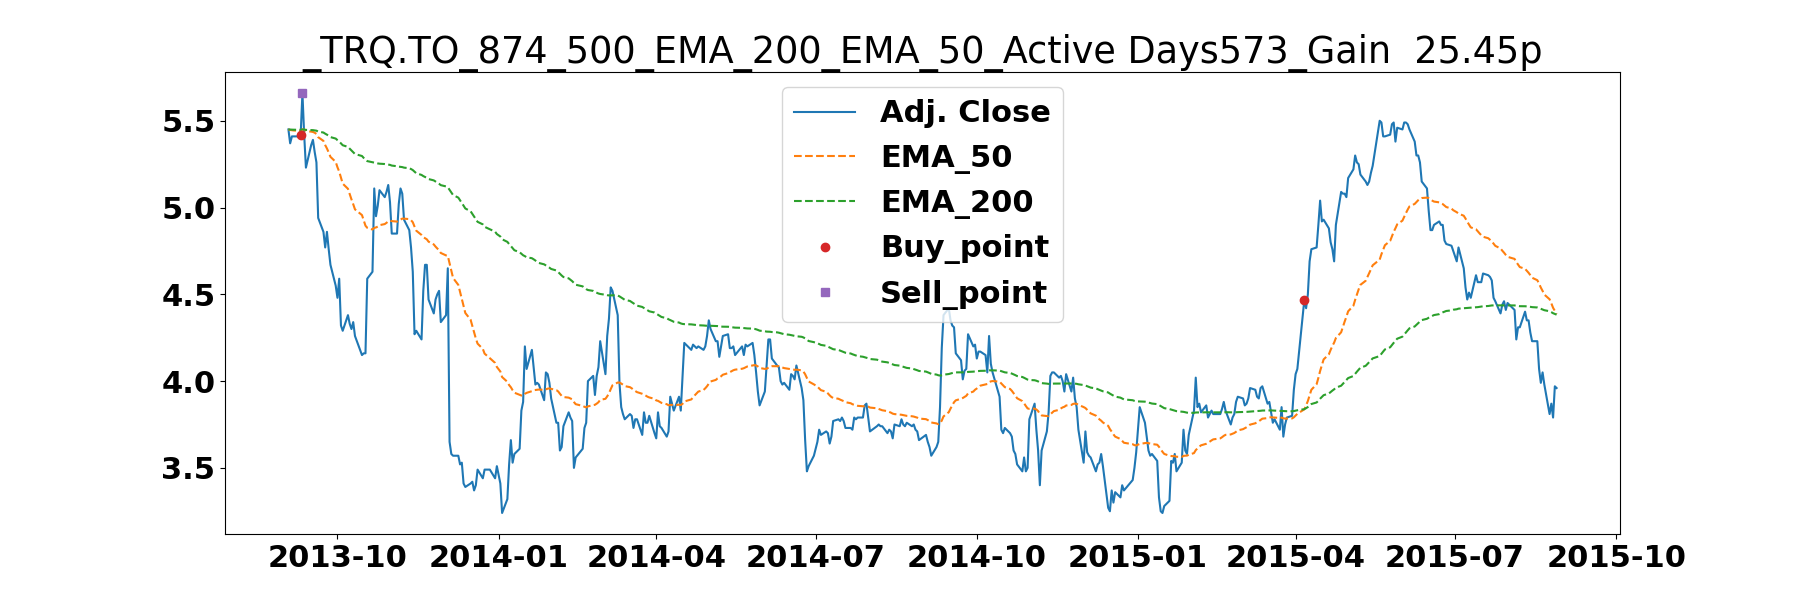 _TRQ.TO_874_500_EMA_200_EMA_50_Active Days573_Gain  25.45p
Adj. Close
EMA_50
EMA_200
Buy_point
Sell_point
5.5
5.0
4.5
4.0
3.5
2013-10 2014-01 2014-04 2014-07 2014-10 2015-01 2015-04 2015-07 2015-10